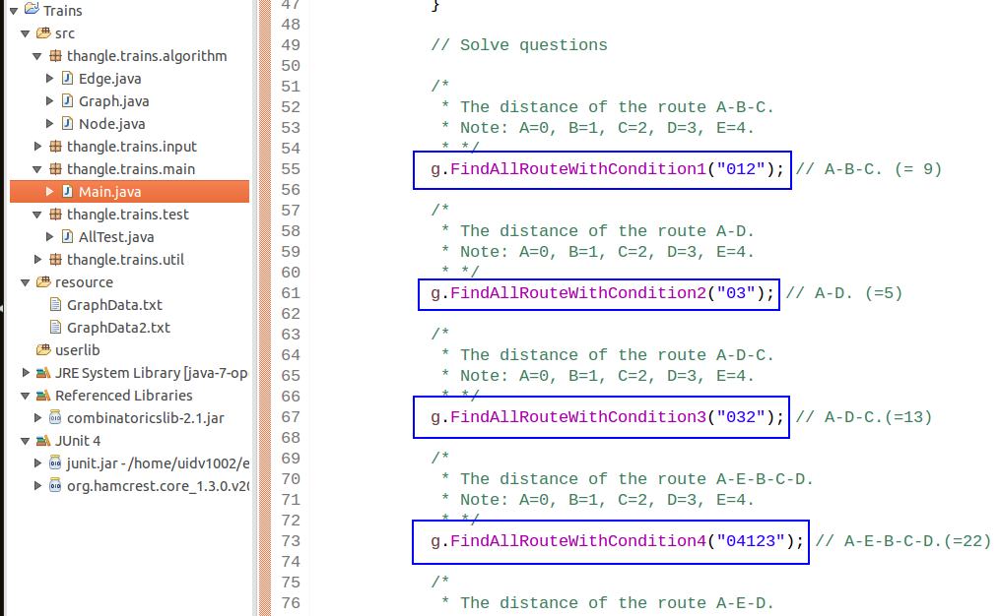 Trains
src
thangle.trains.algorithm
Edge.java
Graph.java
Node.java
thangle.trains.input
thangle.trains.main
Main.java
thangle.trains.test
AllTest.java
thangle.trains.util
resource
GraphData.txt
GraphData2.txt
userlib
JRE System Library [java-7-op
Referenced Libraries
combinatoricslib-2.1.jar
JUnit 4
junit.jar - /home/uidv1002/e
org.hamcrest.core_1.3.0.v20
47 }
48
49 // Solve questions
50
51 /*
52 * The distance of the route A-B-C.
53 * Note: A=0, B=1, C=2, D=3, E=4.
54 * */
55 g.FindAllRouteWithCondition1("012"); // A-B-C. (= 9)
56
57 /*
58 * The distance of the route A-D.
59 * Note: A=0, B=1, C=2, D=3, E=4.
60 * */
61 g.FindAllRouteWithCondition2("03"); // A-D. (=5)
62
63 /*
64 * The distance of the route A-D-C.
65 * Note: A=0, B=1, C=2, D=3, E=4.
66 * */
67 g.FindAllRouteWithCondition3("032"); // A-D-C.(=13)
68
69 /*
70 * The distance of the route A-E-B-C-D.
71 * Note: A=0, B=1, C=2, D=3, E=4.
72 * */
73 g.FindAllRouteWithCondition4("04123"); // A-E-B-C-D.(=22)
74
75 /*
76 * The distance of the route A-E-D.